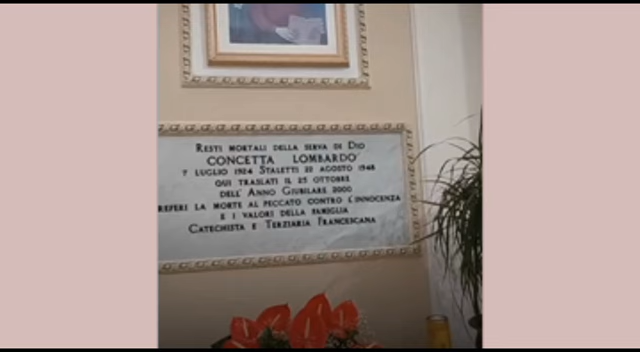 RESTI MORTALI DELLA SERVA DI DIO
CONCETTA LOMBARDO
7 LUGLIO 1924 STALETTI 22 AGOSTO 1948
QUI TRASLATI IL 25 OTTOBRE
DELL'ANNO GIUBILARE 2000
PREFERI LA MORTE AL PECCATO CONTRO L'INNOCENZA
E I VALORI DELLA FAMIGLIA
CATECHISTA E TERZIARIA FRANCESCANA